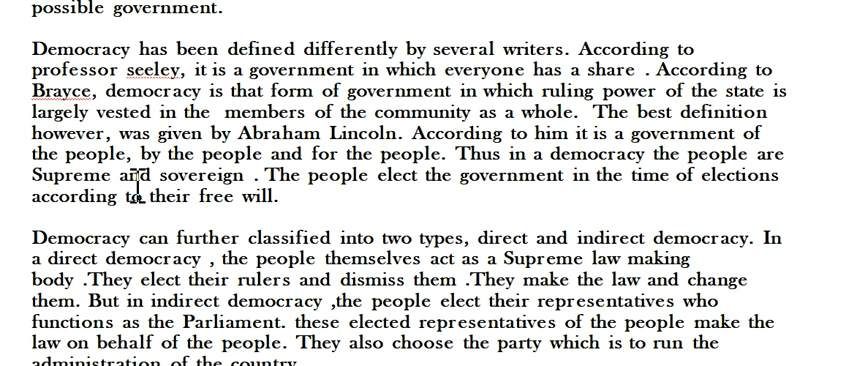 possible government.
Democracy has been defined differently by several writers. According to
professor seeley, it is a government in which everyone has a share . According to
Brayce, democracy is that form of government in which ruling power of the state is
largely vested in the members of the community as a whole. The best definition
however, was given by Abraham Lincoln. According to him it is a government of
the people, by the people and for the people. Thus in a democracy the people are
Supreme and sovereign . The people elect the government in the time of elections
according to their free will.
Democracy can further classified into two types, direct and indirect democracy. In
a direct democracy , the people themselves act as a Supreme law making
body .They elect their rulers and dismiss them .They make the law and change
them. But in indirect democracy ,the people elect their representatives who
functions as the Parliament. these elected representatives of the people make the
law on behalf of the people. They also choose the party which is to run the
administration of the country